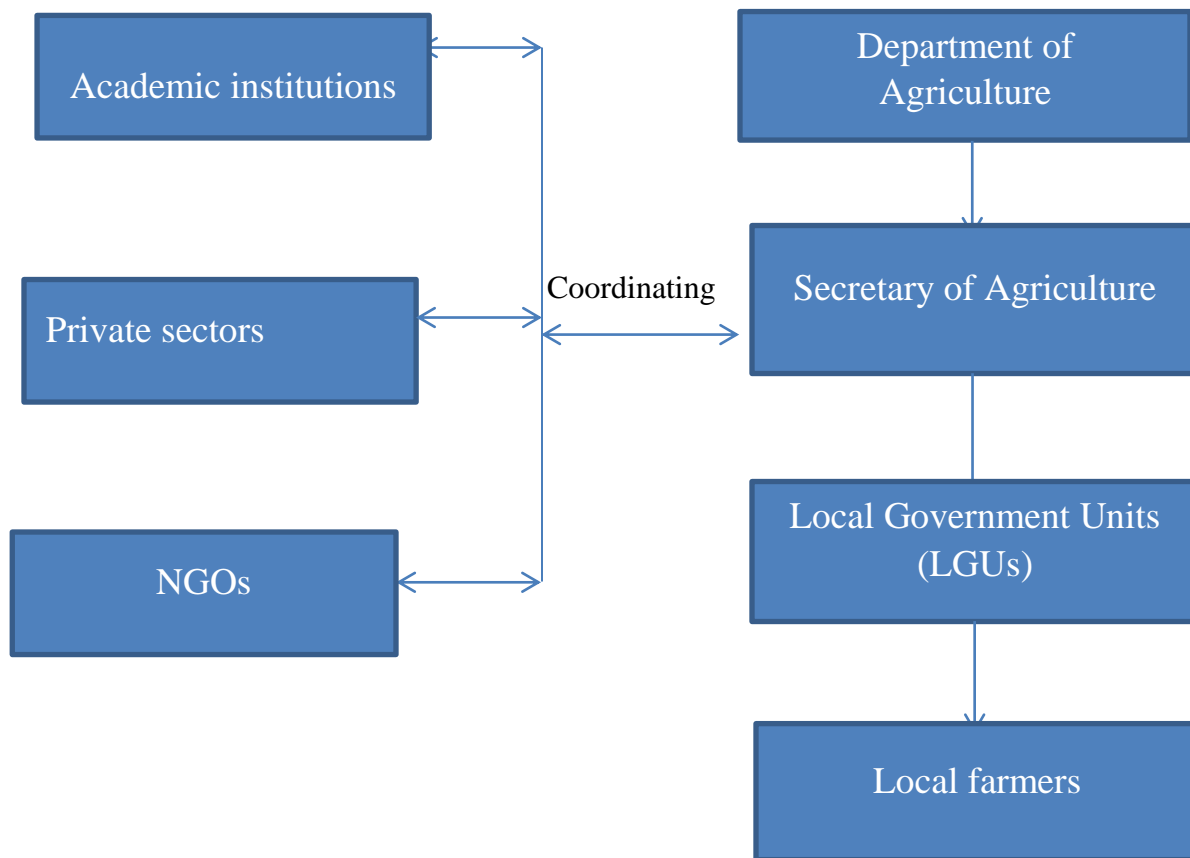 Academic institutions
Department of
Agriculture
Private sectors
Coordinating
Secretary of Agriculture
NGOs
Local Government Units
(LGUs)
Local farmers